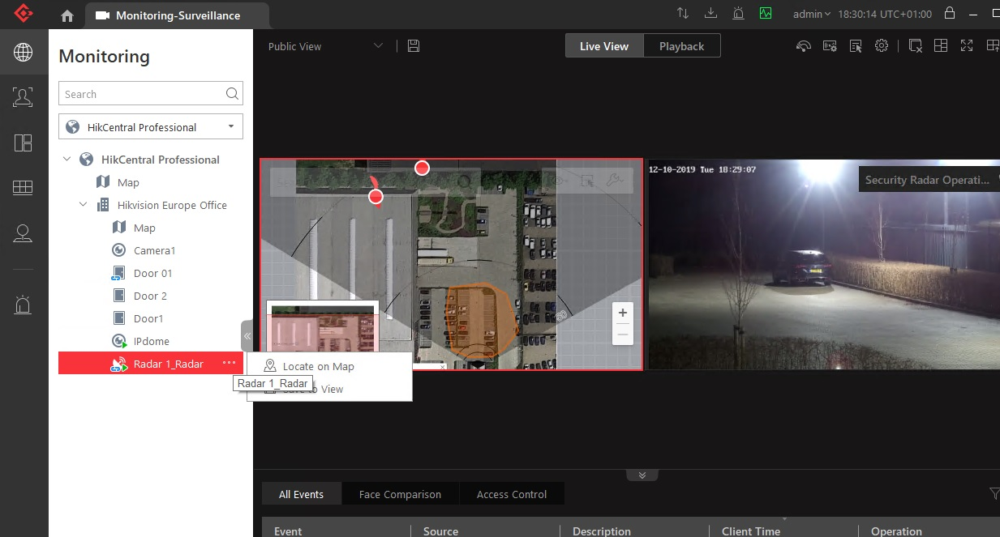 Monitoring-Surveillance
admin
18:30:14 UTC+01:00
Monitoring
Public View
Live View
Playback
Search
HikCentral Professional
HikCentral Professional
Map
Hikvision Europe Office
Map
Camera1
Door 01
Door 2
Door1
IPdome
Radar 1_Radar
Locate on Map
Radar 1_Radar
to View
12-10-2019 Tue 18:29:07
Security Radar Operati...
50
All Events
Face Comparison
Access Control
Event
Source
Description
Client Time
Operation